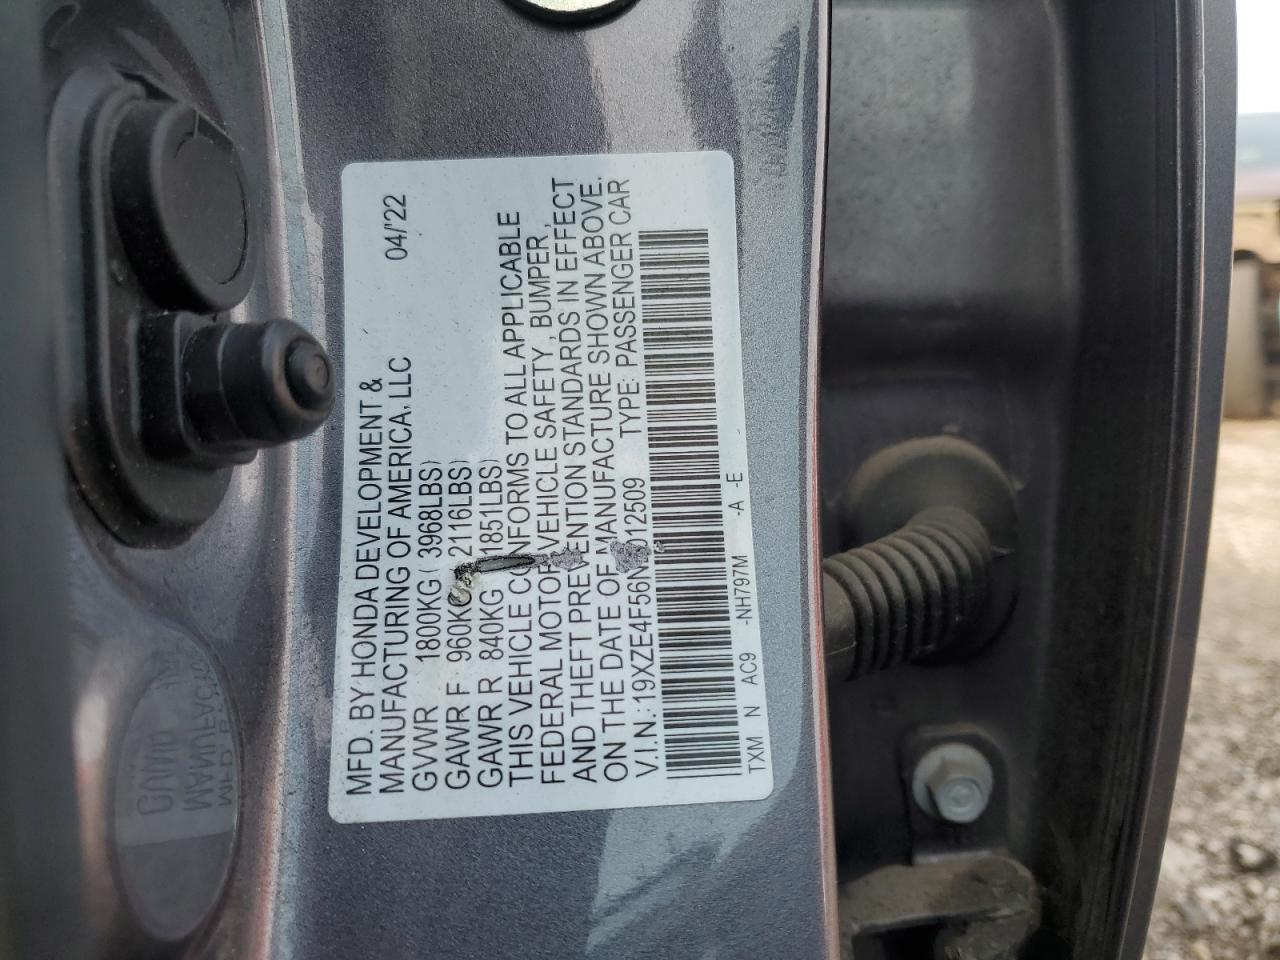 MFD. BY HONDA DEVELOPMENT &
MANUFACTURING OF AMERICA, LLC 04/'22
GVWR 1800KG ( 3968LBS)
GAWR F 960KG 2116LBS)
GAWR R 840KG 1851LBS)
THIS VEHICLE CONFORMS TO ALL APPLICABLE
FEDERAL MOTOR VEHICLE SAFETY, BUMPER,
AND THEFT PREVENTION STANDARDS IN EFFECT
ON THE DATE OF MANUFACTURE SHOWN ABOVE.
V.I.N: TYPE: PASSENGER CAR
TXM N AC9 -NH797M -A -E